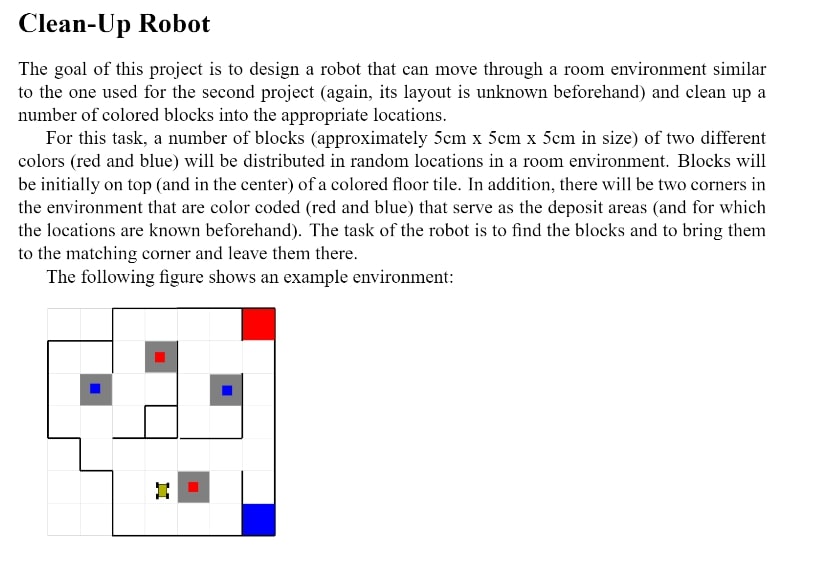 Clean-Up Robot
The goal of this project is to design a robot that can move through a room environment similar
to the one used for the second project (again, its layout is unknown beforehand) and clean up a
number of colored blocks into the appropriate locations.
For this task, a number of blocks (approximately 5cm x 5cm x 5cm in size) of two different
colors (red and blue) will be distributed in random locations in a room environment. Blocks will
be initially on top (and in the center) of a colored floor tile. In addition, there will be two corners in
the environment that are color coded (red and blue) that serve as the deposit areas (and for which
the locations are known beforehand). The task of the robot is to find the blocks and to bring them
to the matching corner and leave them there.
The following figure shows an example environment: